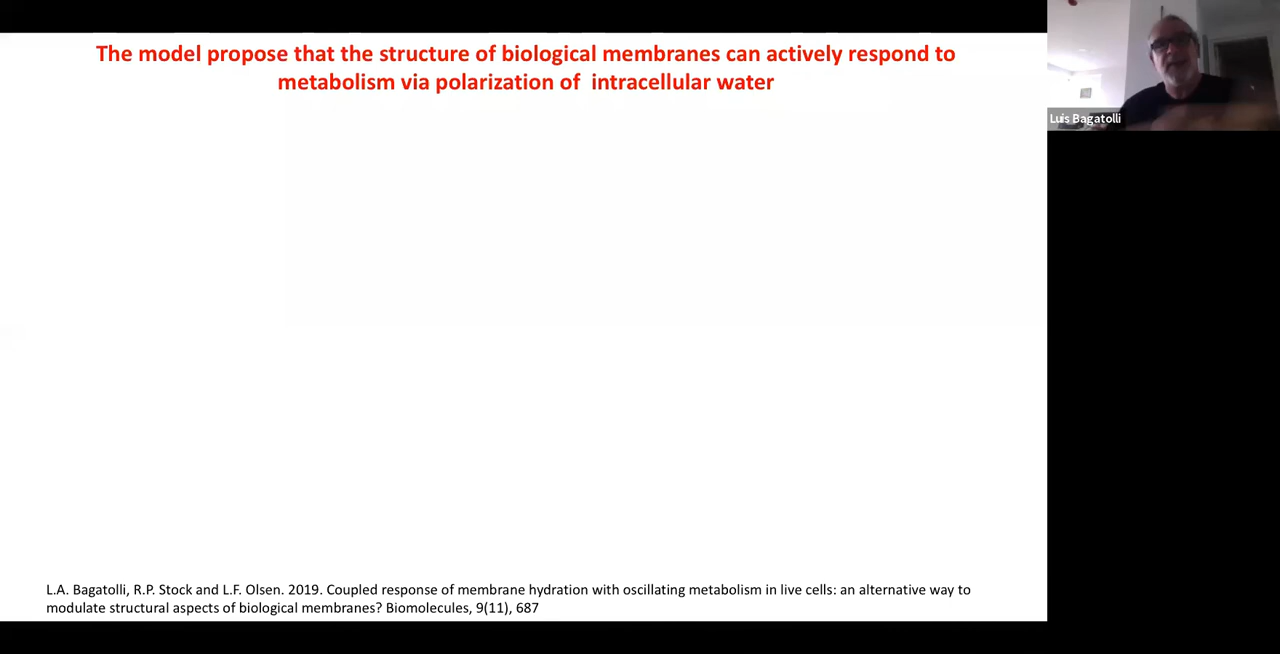 The model propose that the structure of biological membranes can actively respond to
metabolism via polarization of intracellular water
Luis Bagatolli
L.A. Bagatolli, R.P. Stock and L.F. Olsen. 2019. Coupled response of membrane hydration with oscillating metabolism in live cells: an alternative way to
modulate structural aspects of biological membranes? Biomolecules, 9(11), 687